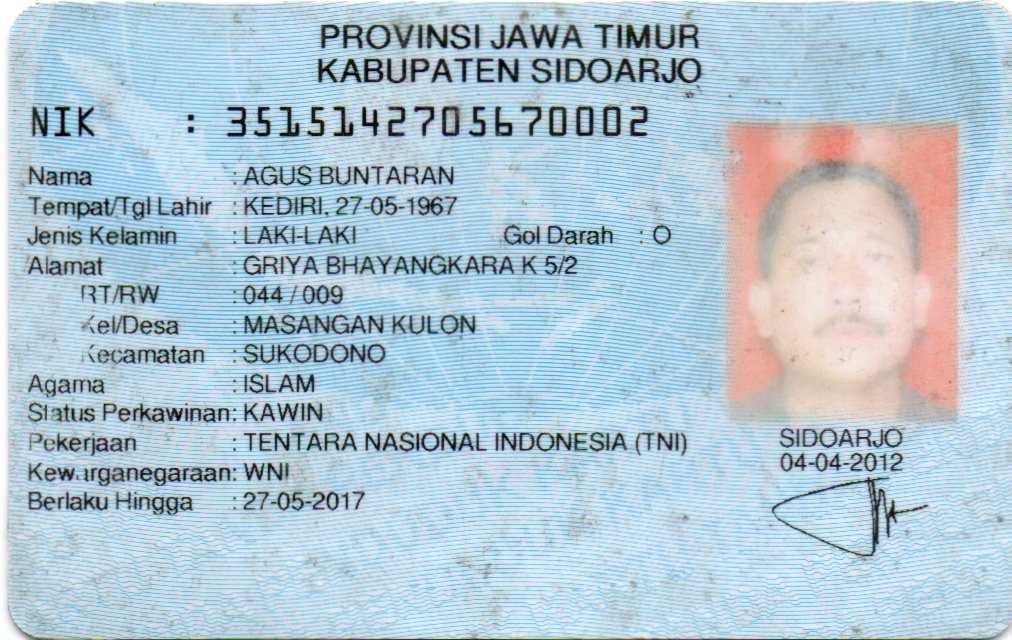 PROVINSI JAWA TIMUR
KABUPATEN SIDOARJO
NIK : 3515142705670002
Nama : AGUS BUNTARAN
Tempat/Tgl Lahir : KEDIRI, 27-05-1967
Jenis Kelamin : LAKI-LAKI Gol Darah : O
Alamat : GRIYA BHAYANGKARA K 5/2
RT/RW : 044 / 009
Kel/Desa : MASANGAN KULON
Kecamatan : SUKODONO
Agama : ISLAM
Status Perkawinan: KAWIN
Pekerjaan : TENTARA NASIONAL INDONESIA (TNI)
Kewarganegaraan: WNI
Berlaku Hingga : 27-05-2017
SIDOARJO
04-04-2012